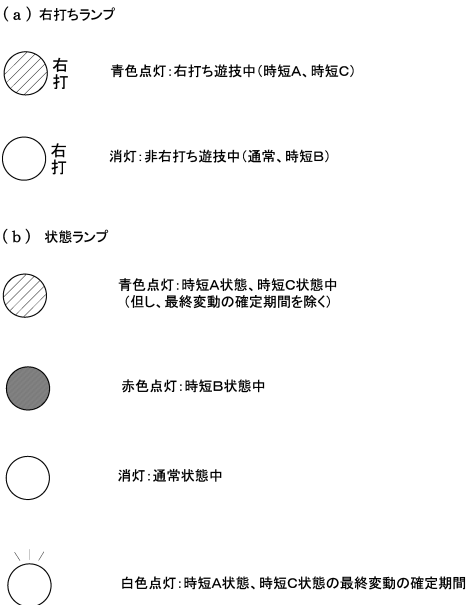 (a) 右打ちランプ
右打
青色点灯：右打ち遊技中（時短A、時短C）
右打
消灯：非右打ち遊技中（通常、時短B）
(b) 状態ランプ
青色点灯：時短A状態、時短C状態中
（但し、最終変動の確定期間を除く）
赤色点灯：時短B状態中
消灯：通常状態中
白色点灯：時短A状態、時短C状態の最終変動の確定期間